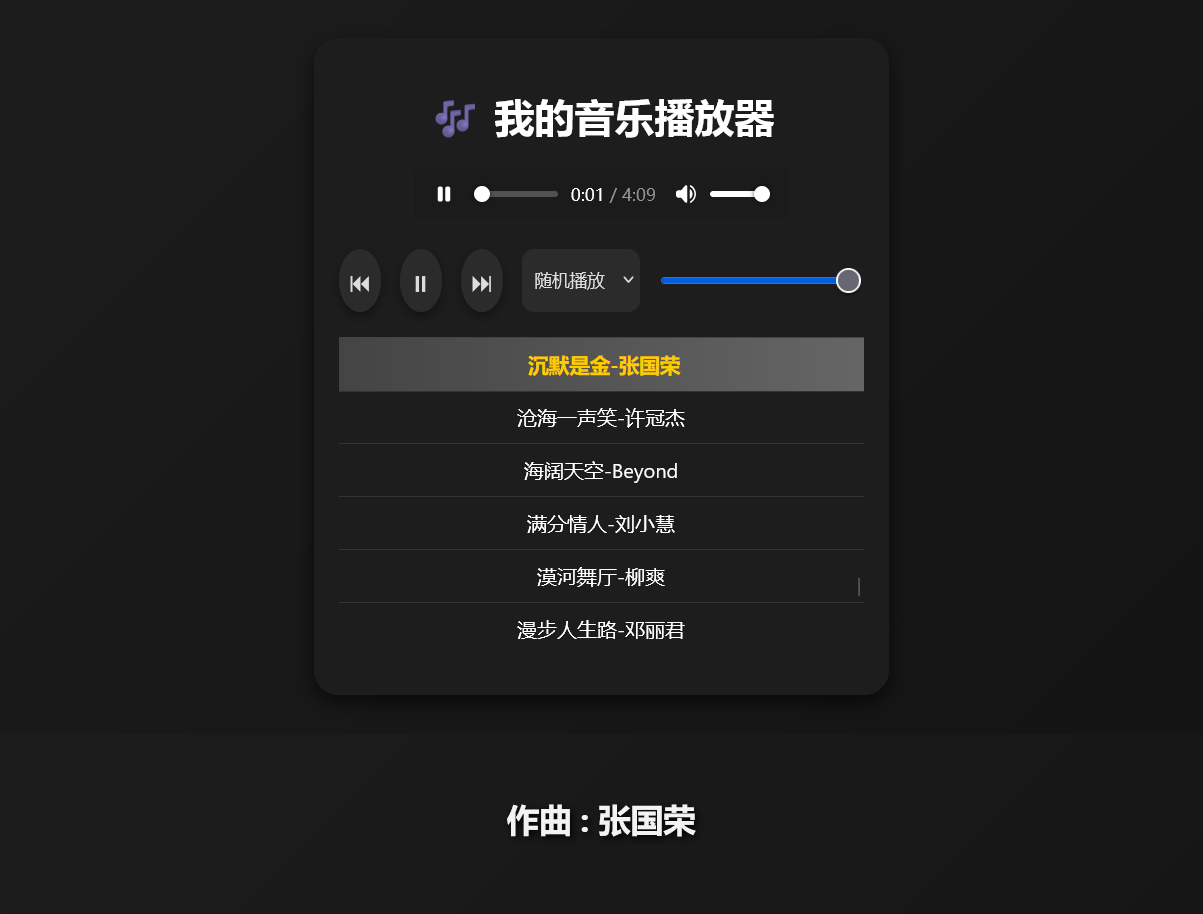 🎶 我的音乐播放器
0:01 / 4:09
随机播放
沉默是金-张国荣
沧海一声笑-许冠杰
海阔天空-Beyond
满分情人-刘小慧
漠河舞厅-柳爽
漫步人生路-邓丽君
作曲 : 张国荣